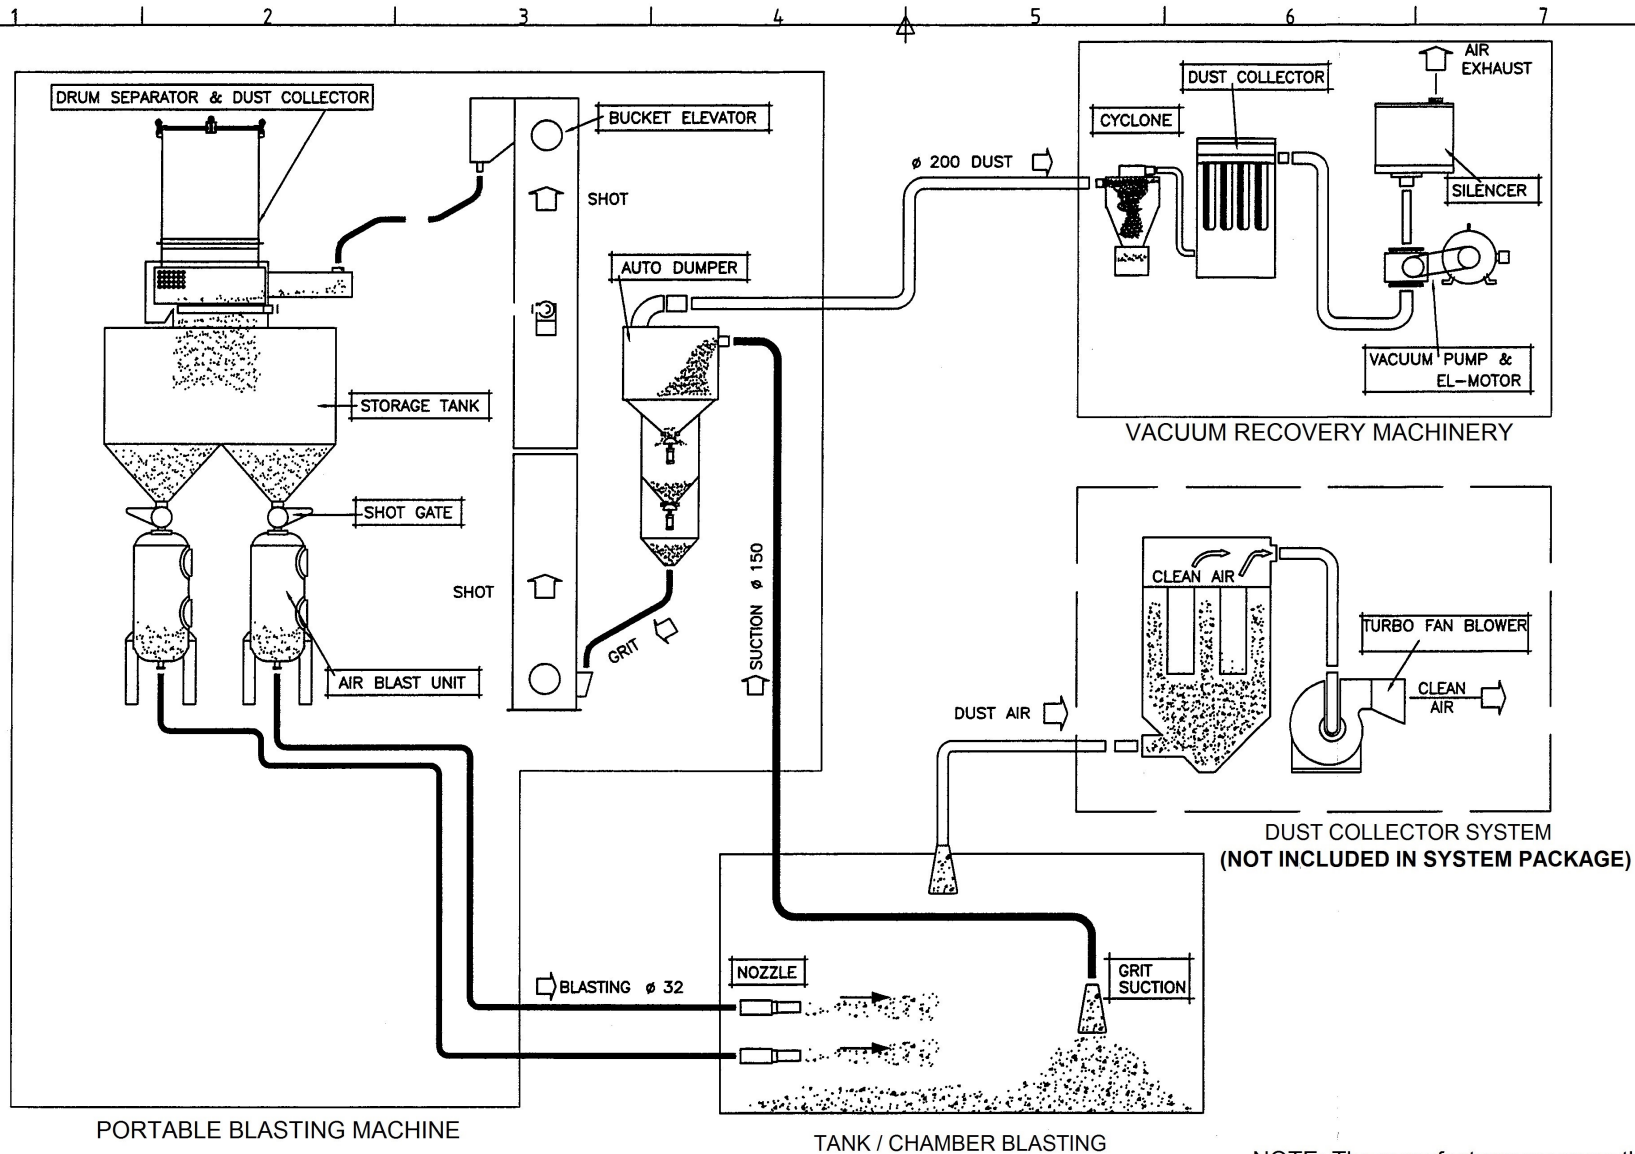 1 2 3 4 5 6 7
DRUM SEPARATOR & DUST COLLECTOR
BUCKET ELEVATOR
SHOT
AUTO DUMPER
STORAGE TANK
SHOT GATE
SHOT
AIR BLAST UNIT
GRIT
SUCTION ø 150
ø 200 DUST
CYCLONE
DUST COLLECTOR
AIR
EXHAUST
SILENCER
VACUUM PUMP &
EL-MOTOR
VACUUM RECOVERY MACHINERY
CLEAN AIR
TURBO FAN BLOWER
CLEAN
AIR
DUST AIR
DUST COLLECTOR SYSTEM
(NOT INCLUDED IN SYSTEM PACKAGE)
BLASTING ø 32
NOZZLE
GRIT
SUCTION
PORTABLE BLASTING MACHINE
TANK / CHAMBER BLASTING